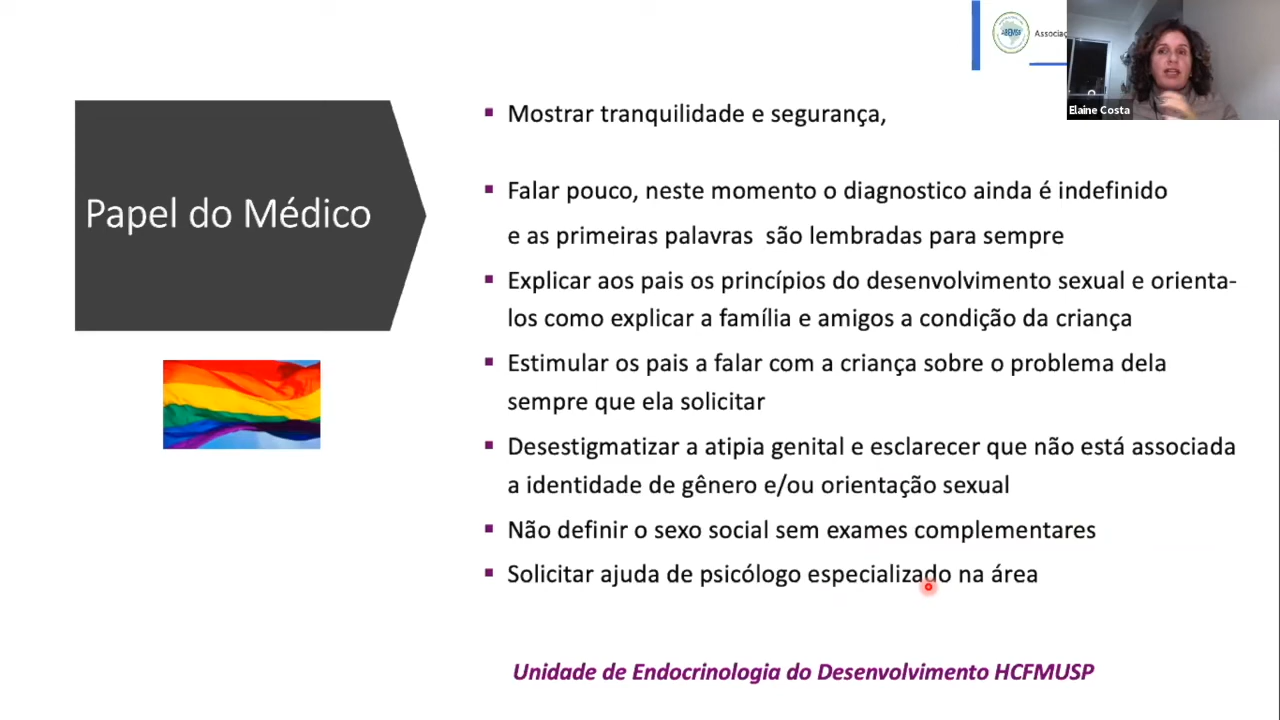 Associaç
Elaine Costa
Papel do Médico
▪ Mostrar tranquilidade e segurança,
▪ Falar pouco, neste momento o diagnostico ainda é indefinido
e as primeiras palavras são lembradas para sempre
▪ Explicar aos pais os princípios do desenvolvimento sexual e orienta-
los como explicar a família e amigos a condição da criança
▪ Estimular os pais a falar com a criança sobre o problema dela
sempre que ela solicitar
▪ Desestigmatizar a atipia genital e esclarecer que não está associada
a identidade de gênero e/ou orientação sexual
▪ Não definir o sexo social sem exames complementares
▪ Solicitar ajuda de psicólogo especializado na área
Unidade de Endocrinologia do Desenvolvimento HCFMUSP